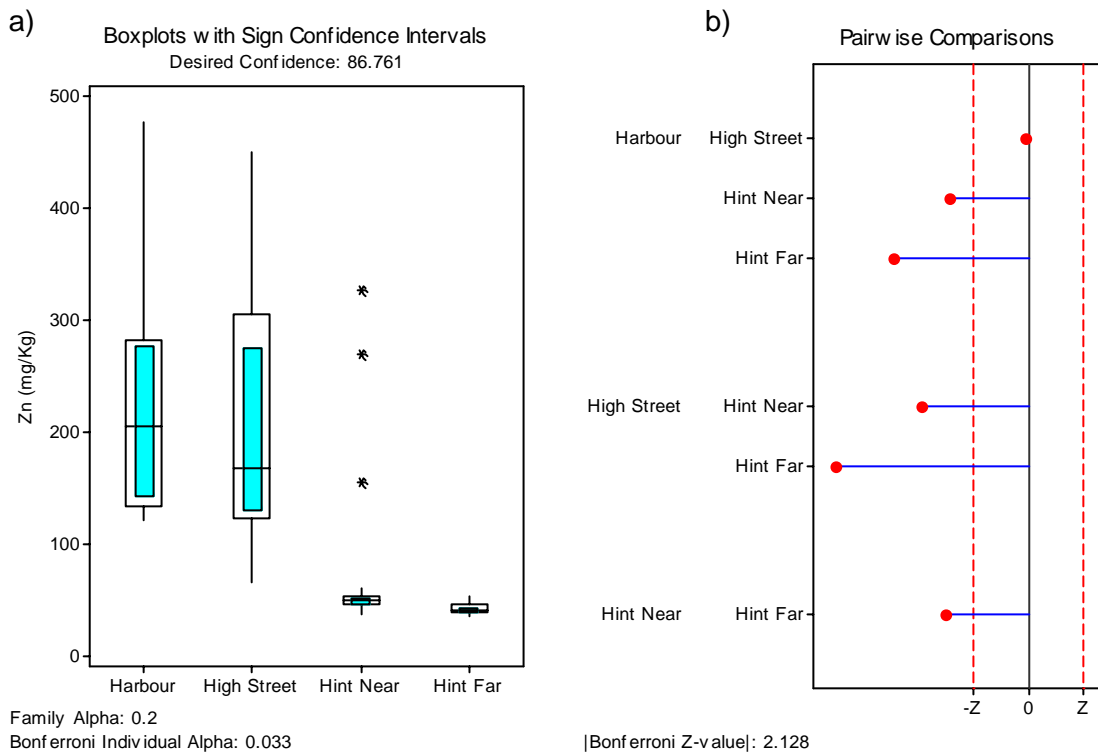 a)
Boxplots with Sign Confidence Intervals
Desired Confidence: 86.761
Zn (mg/Kg)
500
400
300
200
100
0
Harbour High Street Hint Near Hint Far
Family Alpha: 0.2
Bonferroni Individual Alpha: 0.033
b)
Pairwise Comparisons
Harbour High Street
Hint Near
Hint Far
High Street Hint Near
Hint Far
Hint Near Hint Far
-Z 0 Z
|Bonferroni Z-value|: 2.128